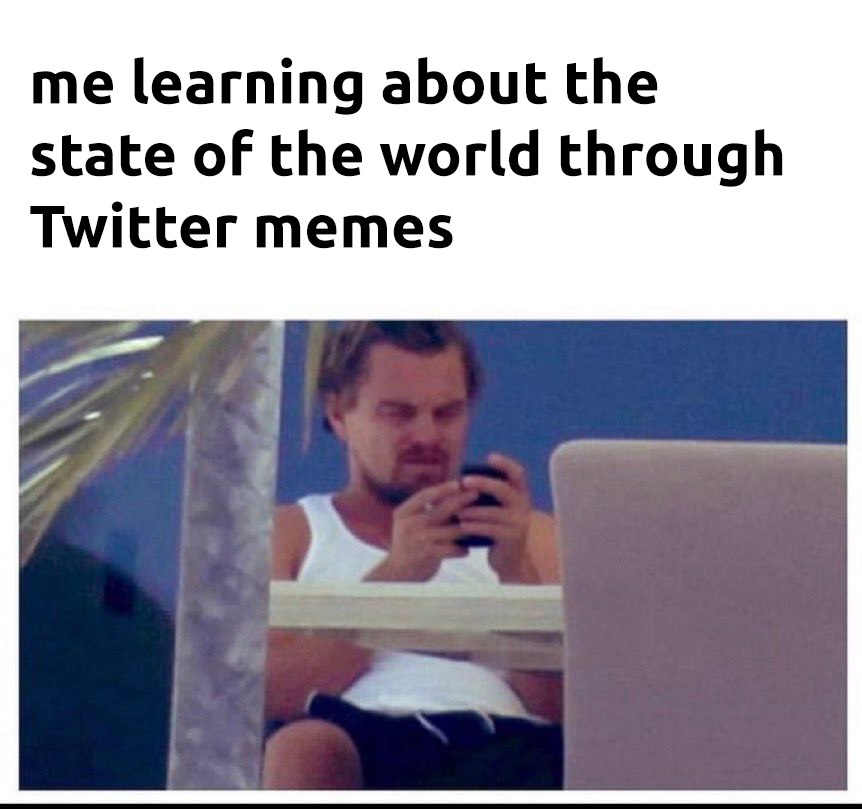 me learning about the
state of the world through
Twitter memes